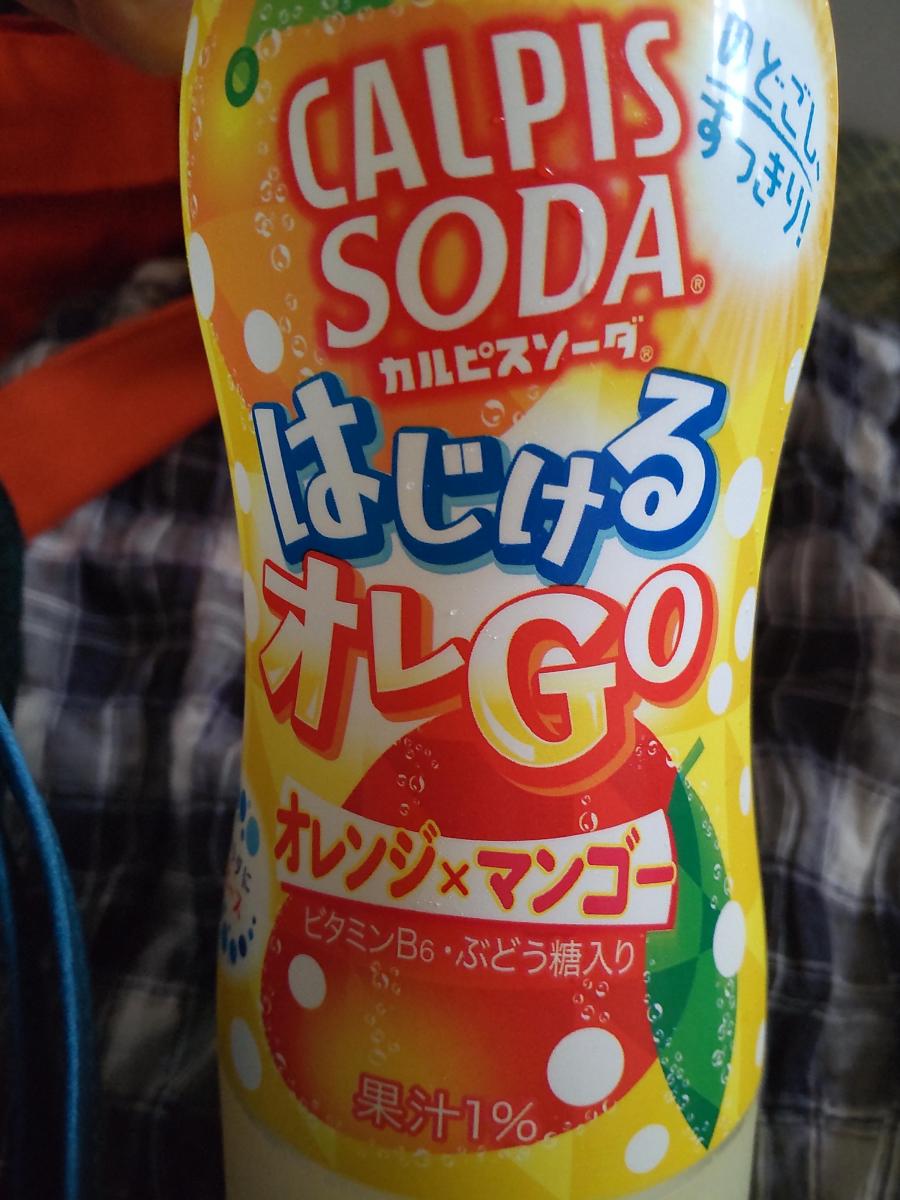 CALPIS
SODA®
カルピスソーダ®
のどごし、
すっきり!
はじける
オレGO
オレンジ×マンゴー
ビタミンB6・ぶどう糖入り
果汁1%